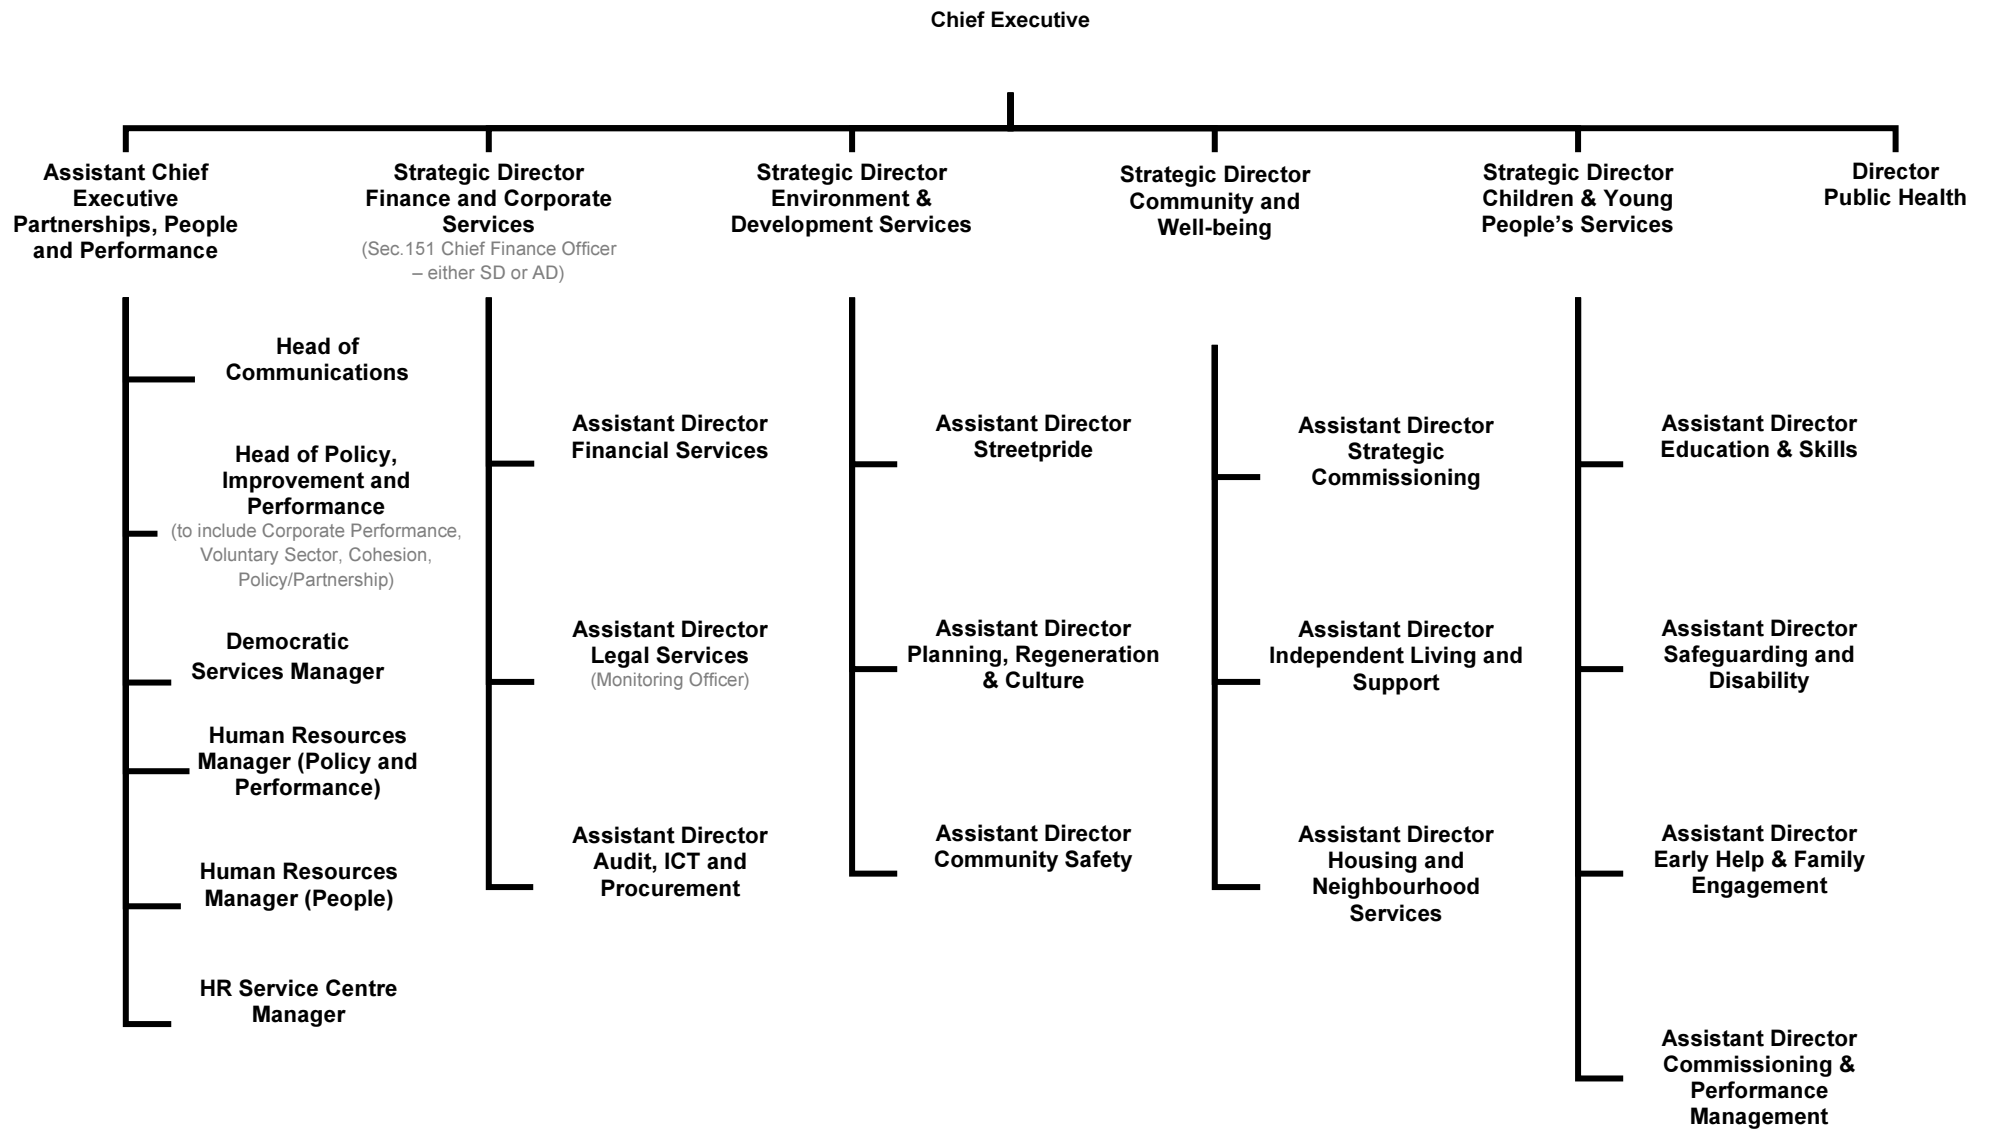 Chief Executive
Assistant Chief
Executive
Partnerships, People
and Performance
Strategic Director
Finance and Corporate
Services
(Sec.151 Chief Finance Officer
– either SD or AD)
Strategic Director
Environment &
Development Services
Strategic Director
Community and
Well-being
Strategic Director
Children & Young
People’s Services
Director
Public Health
Head of
Communications
Head of Policy,
Improvement and
Performance
(to include Corporate Performance,
Voluntary Sector, Cohesion,
Policy/Partnership)
Democratic
Services Manager
Human Resources
Manager (Policy and
Performance)
Human Resources
Manager (People)
HR Service Centre
Manager
Assistant Director
Financial Services
Assistant Director
Legal Services
(Monitoring Officer)
Assistant Director
Audit, ICT and
Procurement
Assistant Director
Streetpride
Assistant Director
Planning, Regeneration
& Culture
Assistant Director
Community Safety
Assistant Director
Strategic
Commissioning
Assistant Director
Independent Living and
Support
Assistant Director
Housing and
Neighbourhood
Services
Assistant Director
Education & Skills
Assistant Director
Safeguarding and
Disability
Assistant Director
Early Help & Family
Engagement
Assistant Director
Commissioning &
Performance
Management